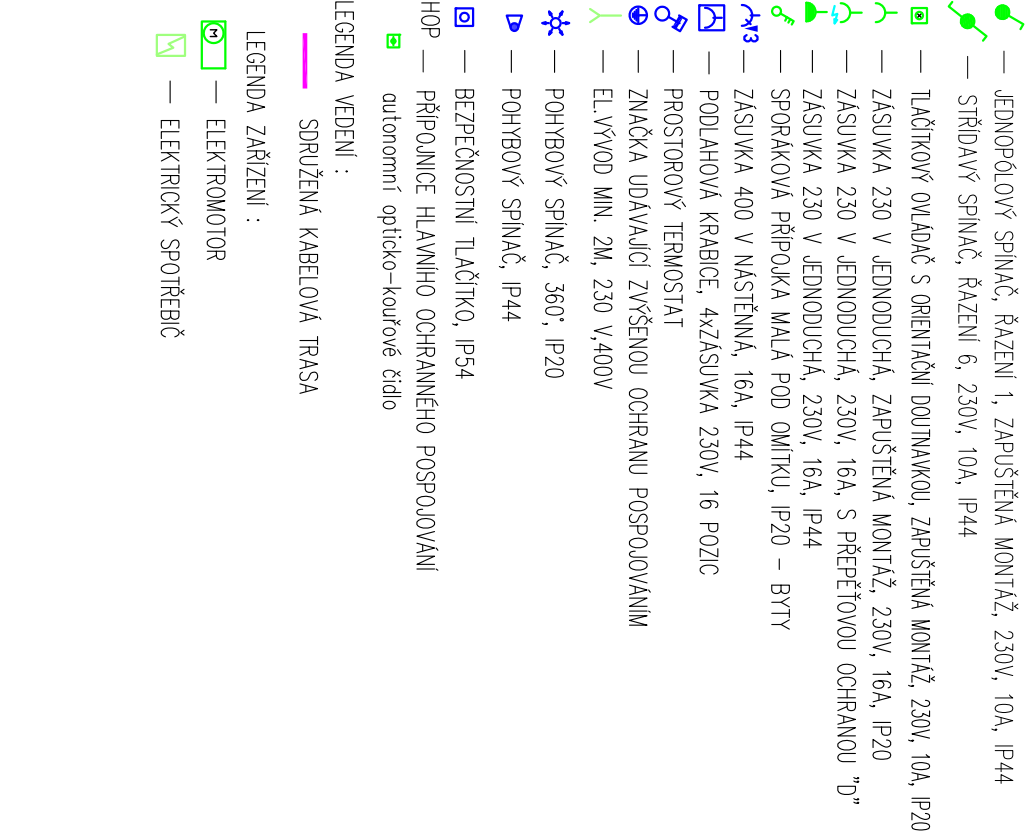 — JEDNOPÓLOVÝ SPÍNAČ, ŘAZENÍ 1, ZAPUŠTĚNÁ MONTÁŽ, 230V, 10A, IP44
— STŘÍDAVÝ SPÍNAČ, ŘAZENÍ 6, 230V, 10A, IP44
— TLAČÍTKOVÝ OVLÁDAČ S ORIENTAČNÍ DOUTNAVKOU, ZAPUŠTĚNÁ MONTÁŽ, 230V, 10A, IP20
— ZÁSUVKA 230 V JEDNODUCHÁ, ZAPUŠTĚNÁ MONTÁŽ, 230V, 16A, IP20
— ZÁSUVKA 230 V JEDNODUCHÁ, 230V, 16A, S PŘEPĚŤOVOU OCHRANOU "D"
— ZÁSUVKA 230 V JEDNODUCHÁ, 230V, 16A, IP44
— SPORÁKOVÁ PŘÍPOJKA MALÁ POD OMÍTKU, IP20 – BYTY
3 — ZÁSUVKA 400 V NÁSTĚNNÁ, 16A, IP44
— PODLAHOVÁ KRABICE, 4xZÁSUVKA 230V, 16 POZIC
— PROSTOROVÝ TERMOSTAT
— ZNAČKA UDÁVAJÍCÍ ZVÝŠENOU OCHRANU POSPOJOVÁNÍM
— EL.VÝVOD MIN. 2M, 230 V,400V
— POHYBOVÝ SPÍNAČ, 360°, IP20
— POHYBOVÝ SPÍNAČ, IP44
— BEZPEČNOSTNÍ TLAČÍTKO, IP54
HOP — PŘÍPOJNICE HLAVNÍHO OCHRANNÉHO POSPOJOVÁNÍ
— autonomní opticko–kouřové čidlo
LEGENDA VEDENÍ :
SDRUŽENÁ KABELOVÁ TRASA
LEGENDA ZAŘÍZENÍ :
M — ELEKTROMOTOR
— ELEKTRICKÝ SPOTŘEBIČ